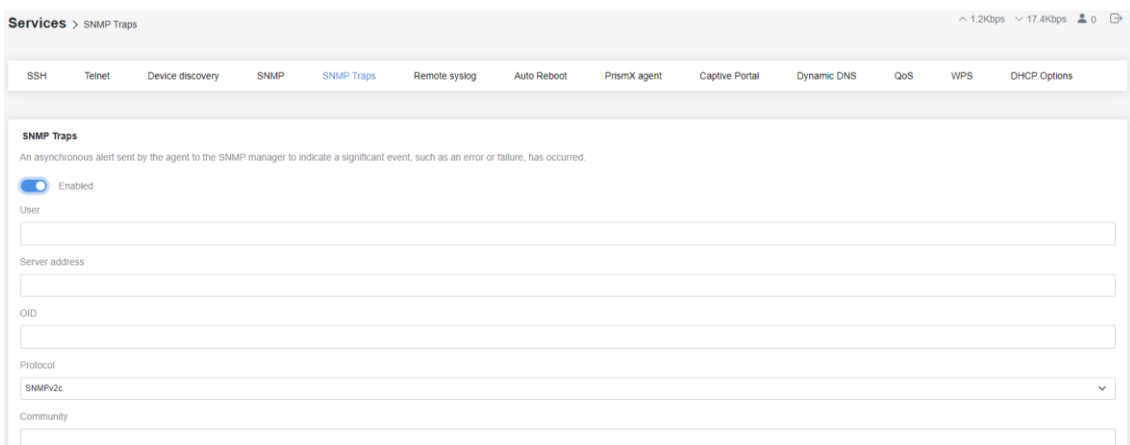 Services > SNMP Traps
1.2Kbps 17.4Kbps 0
SSH Telnet Device discovery SNMP SNMP Traps Remote syslog Auto Reboot PrismX agent Captive Portal Dynamic DNS QoS WPS DHCP Options
SNMP Traps
An asynchronous alert sent by the agent to the SNMP manager to indicate a significant event, such as an error or failure, has occurred.
Enabled
User
Server address
OID
Protocol
SNMPv2c
Community